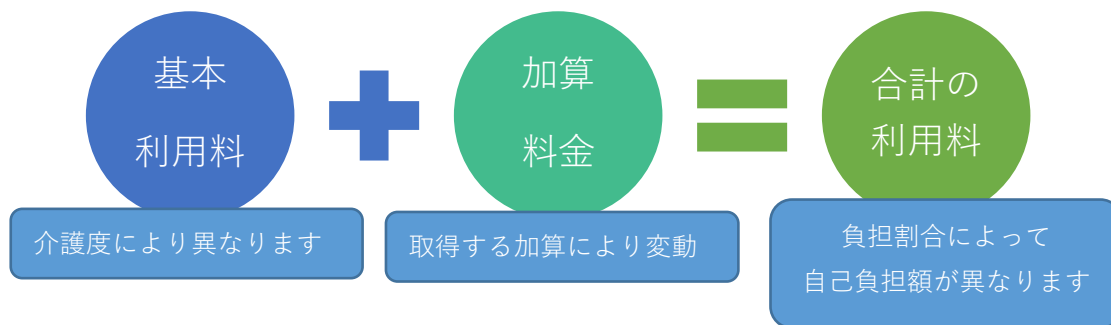 基本
利用料
介護度により異なります
加算
料金
取得する加算により変動
合計の
利用料
負担割合によって
自己負担額が異なります